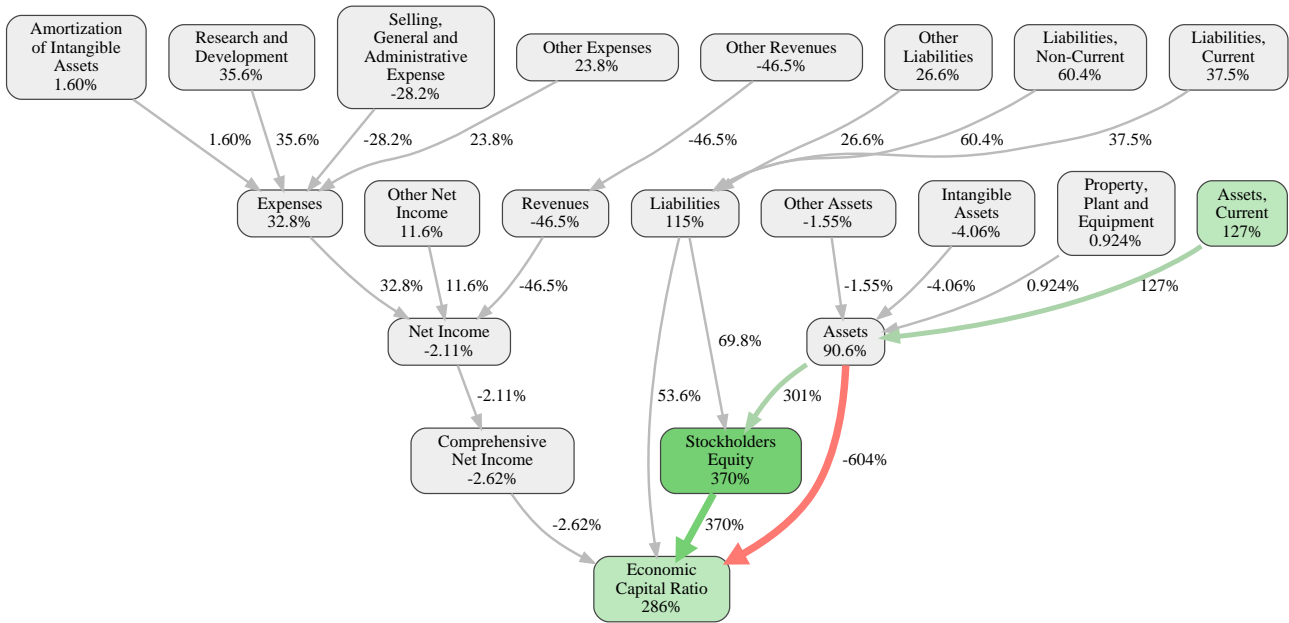 Amortization
of Intangible
Assets
1.60%
Research and
Development
35.6%
Selling,
General and
Administrative
Expense
-28.2%
Other Expenses
23.8%
Other Revenues
-46.5%
Other
Liabilities
26.6%
Liabilities,
Non-Current
60.4%
Liabilities,
Current
37.5%
1.60%
35.6%
-28.2%
23.8%
-46.5%
26.6%
60.4%
37.5%
Expenses
32.8%
Other Net
Income
11.6%
Revenues
-46.5%
Liabilities
115%
Other Assets
-1.55%
Intangible
Assets
-4.06%
Property,
Plant and
Equipment
0.924%
Assets,
Current
127%
32.8%
11.6%
-46.5%
-1.55%
-4.06%
0.924%
127%
Net Income
-2.11%
69.8%
Assets
90.6%
-2.11%
53.6%
301%
Comprehensive
Net Income
-2.62%
Stockholders
Equity
370%
-604%
-2.62%
370%
Economic
Capital Ratio
286%